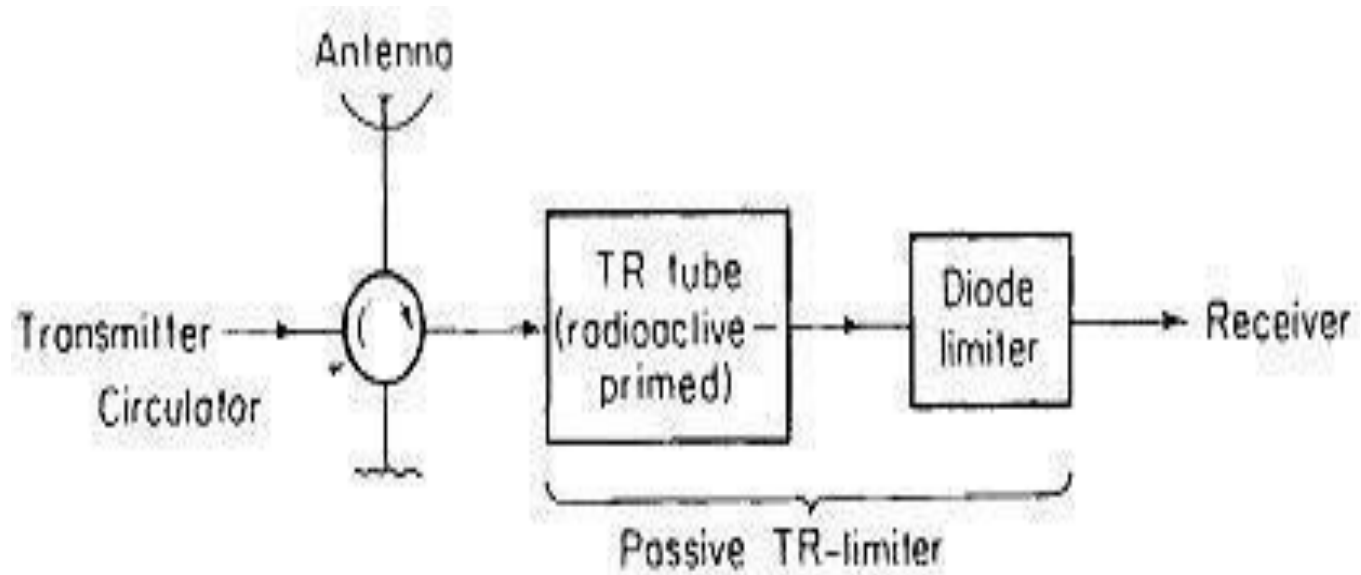 Antenna
Transmitter
Circulator
TR tube
(radioactive –
primed)
Diode
limiter
Receiver
Passive TR-limiter